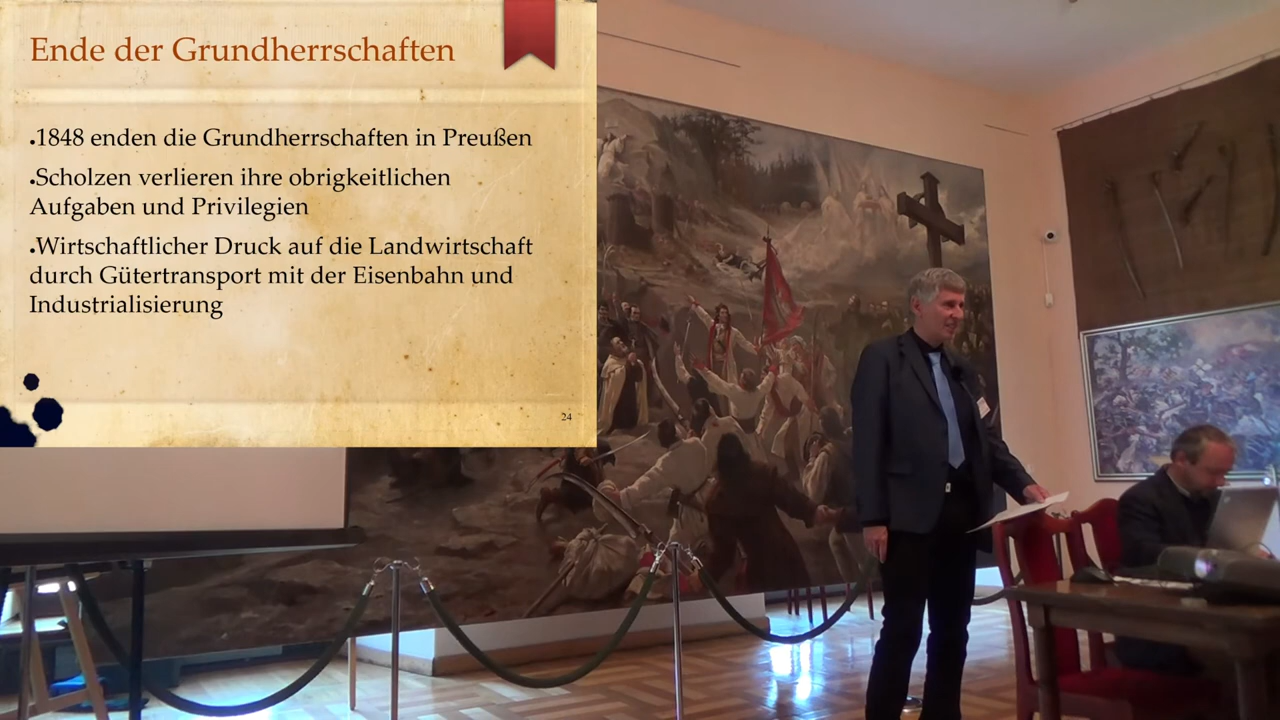 Ende der Grundherrschaften
•1848 enden die Grundherrschaften in Preußen
•Scholzen verlieren ihre obrigkeitlichen
Aufgaben und Privilegien
•Wirtschaftlicher Druck auf die Landwirtschaft
durch Gütertransport mit der Eisenbahn und
Industrialisierung
24